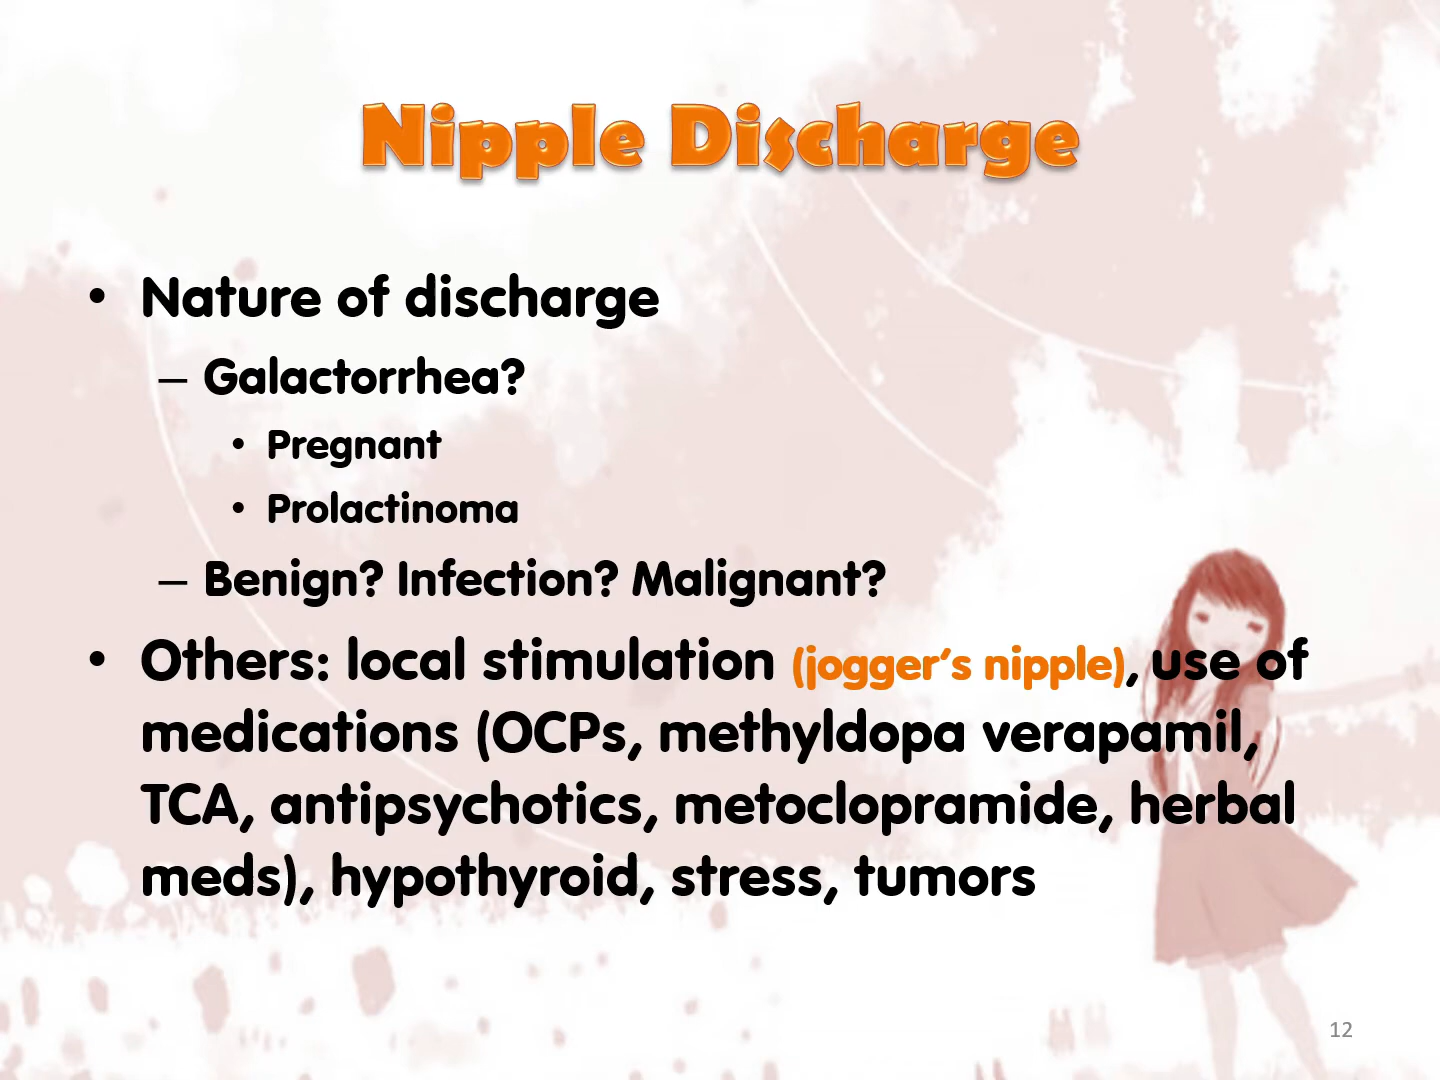 Nipple Discharge
• Nature of discharge
– Galactorrhea?
• Pregnant
• Prolactinoma
– Benign? Infection? Malignant?
• Others: local stimulation (jogger’s nipple), use of
medications (OCPs, methyldopa verapamil,
TCA, antipsychotics, metoclopramide, herbal
meds), hypothyroid, stress, tumors
12